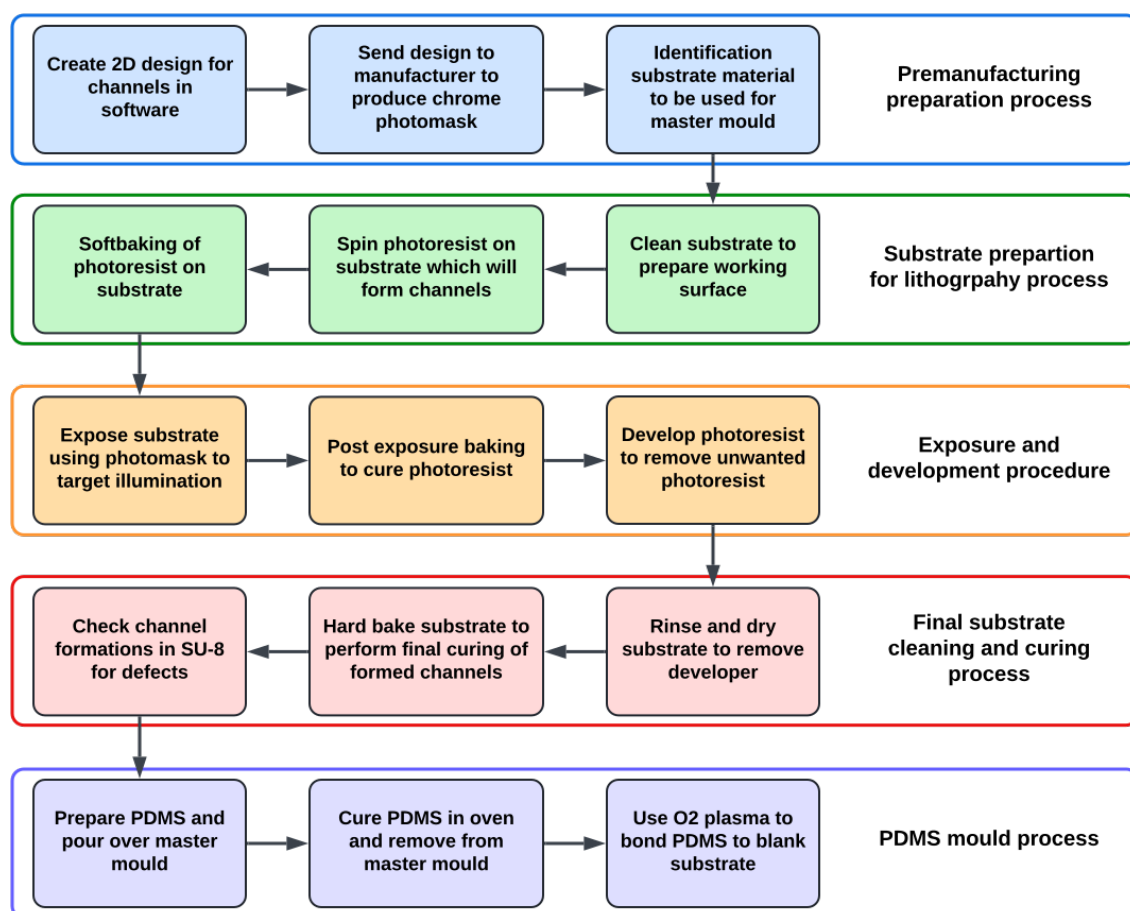 Create 2D design for
channels in
software
Send design to
manufacturer to
produce chrome
photomask
Identification
substrate material
to be used for
master mould
Premanufacturing
preparation process
Clean substrate to
prepare working
surface
Spin photoresist on
substrate which will
form channels
Softbaking of
photoresist on
substrate
Substrate prepartion
for lithogrpahy process
Expose substrate
using photomask to
target illumination
Post exposure baking
to cure photoresist
Develop photoresist
to remove unwanted
photoresist
Exposure and
development procedure
Rinse and dry
substrate to remove
developer
Hard bake substrate to
perform final curing of
formed channels
Check channel
formations in SU-8
for defects
Final substrate
cleaning and curing
process
Prepare PDMS and
pour over master
mould
Cure PDMS in oven
and remove from
master mould
Use O2 plasma to
bond PDMS to blank
substrate
PDMS mould process